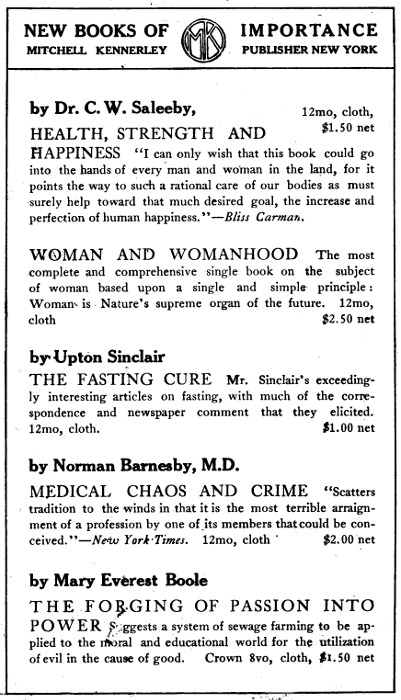 NEW BOOKS OF IMPORTANCE
MITCHELL KENNERLEY MK PUBLISHER NEW YORK
by Dr. C. W. Saleeby, 12mo, cloth,
$1.50 net
HEALTH, STRENGTH AND
HAPPINESS "I can only wish that this book could go
into the hands of every man and woman in the land, for it
points the way to such a rational care of our bodies as must
surely help toward that much desired goal, the increase and
perfection of human happiness."—Bliss Carman.
WOMAN AND WOMANHOOD The most
complete and comprehensive single book on the subject
of woman based upon a single and simple principle:
Woman is Nature's supreme organ of the future. 12mo,
cloth $2.50 net
by Upton Sinclair
THE FASTING CURE Mr. Sinclair's exceeding-
ly interesting articles on fasting, with much of the corre-
spondence and newspaper comment that they elicited.
12mo, cloth. $1.00 net
by Norman Barnesby, M.D.
MEDICAL CHAOS AND CRIME "Scatters
tradition to the winds in that it is the most terrible arraign-
ment of a profession by one of its members that could be con-
ceived."—New York Times. 12mo, cloth $2.00 net
by Mary Everest Boole
THE FORGING OF PASSION INTO
POWER Suggests a system of sewage farming to be ap-
plied to the moral and educational world for the utilization
of evil in the cause of good. Crown 8vo, cloth, $1.50 net